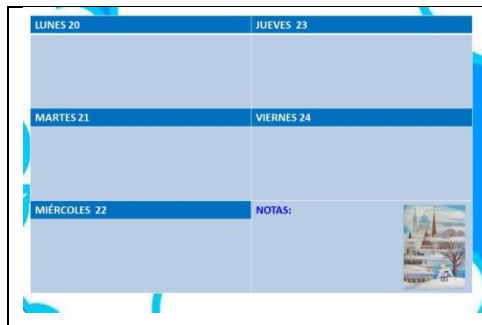 LUNES 20
JUEVES 23
MARTES 21
VIERNES 24
MIÉRCOLES 22
NOTAS: